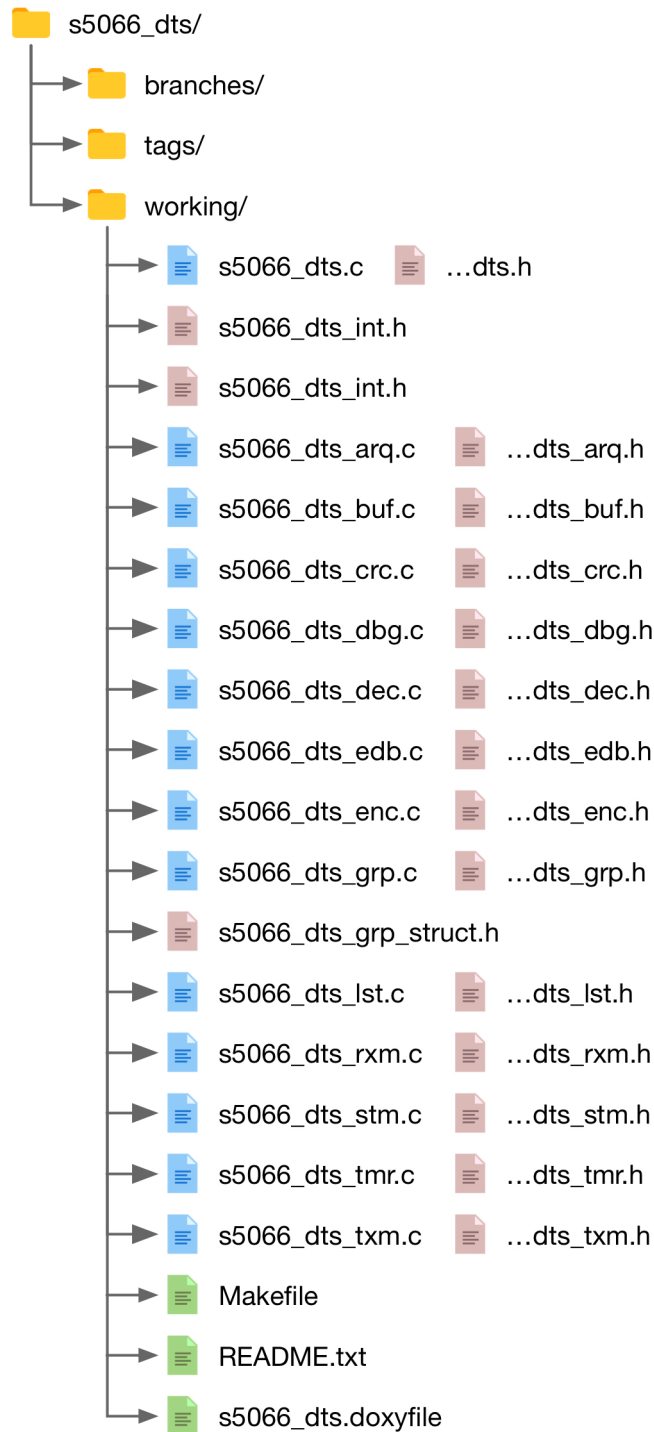 s5066_dts/
branches/
tags/
working/
s5066_dts.c …dts.h
s5066_dts_int.h
s5066_dts_int.h
s5066_dts_arq.c …dts_arq.h
s5066_dts_buf.c …dts_buf.h
s5066_dts_crc.c …dts_crc.h
s5066_dts_dbg.c …dts_dbg.h
s5066_dts_dec.c …dts_dec.h
s5066_dts_edb.c …dts_edb.h
s5066_dts_enc.c …dts_enc.h
s5066_dts_grp.c …dts_grp.h
s5066_dts_grp_struct.h
s5066_dts_lst.c …dts_lst.h
s5066_dts_rxm.c …dts_rxm.h
s5066_dts_stm.c …dts_stm.h
s5066_dts_tmr.c …dts_tmr.h
s5066_dts_txm.c …dts_txm.h
Makefile
README.txt
s5066_dts.doxyfile